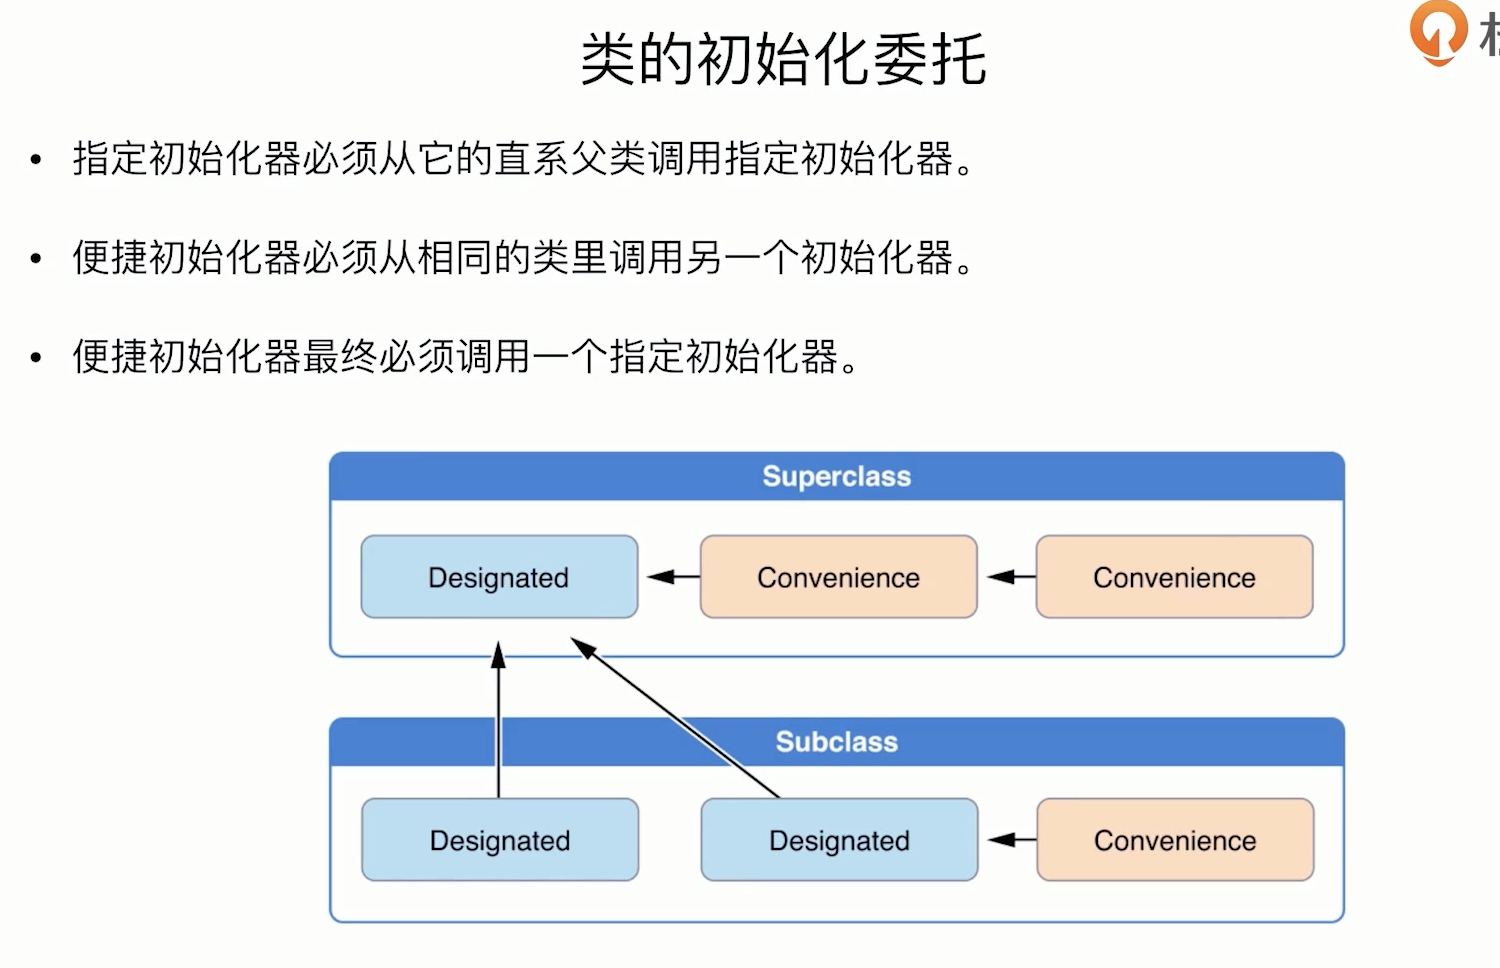 类的初始化委托
• 指定初始化器必须从它的直系父类调用指定初始化器。
• 便捷初始化器必须从相同的类里调用另一个初始化器。
• 便捷初始化器最终必须调用一个指定初始化器。
Superclass
Designated
Convenience
Convenience
Subclass
Designated
Designated
Convenience